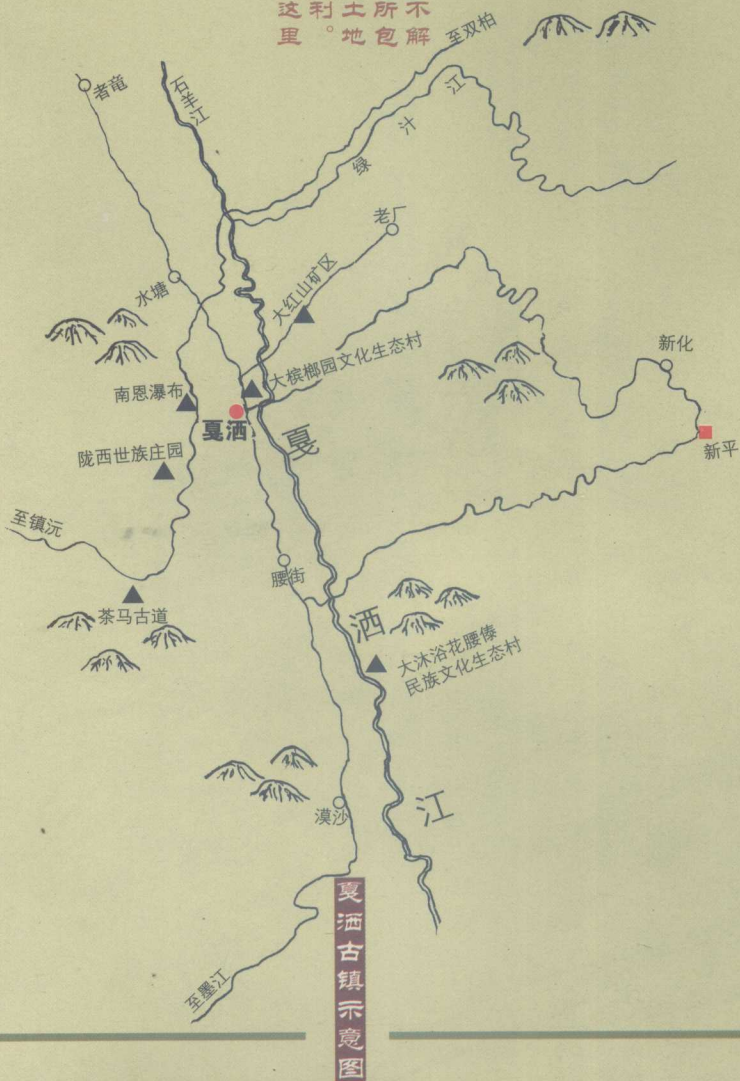 不解
所包
土地
利。
这里
至双柏
者竜
石羊江
绿汁江
老厂
水塘
大红山矿区
大槟榔园文化生态村
新化
南恩瀑布
戛洒
新平
陇西世族庄园
至镇沅
腰街
茶马古道
戛洒江
大沐浴花腰傣
民族文化生态村
漠沙
至墨江
戛洒古镇示意图